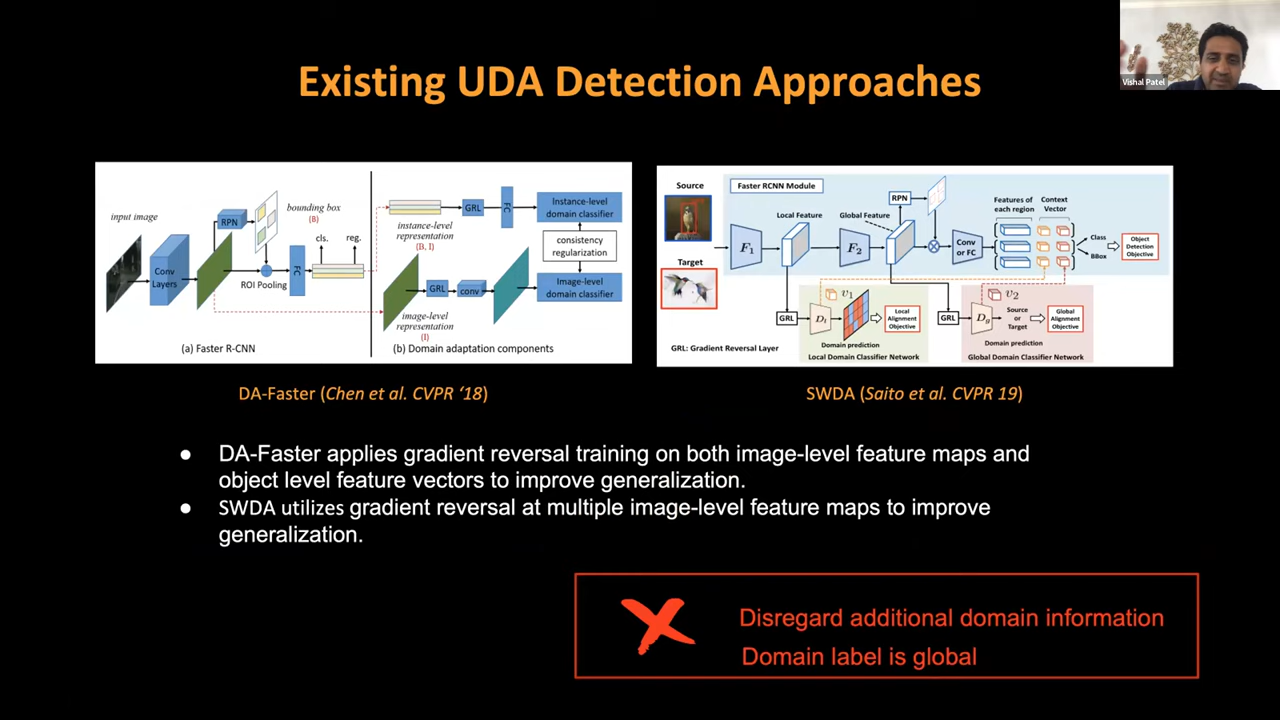 Vishal Patel
Existing UDA Detection Approaches
input image
Conv
Layers
RPN
bounding box
(B)
cls.
reg.
FC
ROI Pooling
(a) Faster R-CNN
instance-level
representation
(B, I)
GRL
FC
Instance-level
domain classifier
consistency
regularization
Image-level
domain classifier
GRL
conv
image-level
representation
(I)
(b) Domain adaptation components
Source
Target
Faster RCNN Module
F1
Local Feature
Global Feature
F2
RPN
Conv
or FC
Features of
each region
Context
Vector
Class
BBox
Object
Detection
Objective
GRL
Dl
v1
Local
Alignment
Objective
Domain prediction
Local Domain Classifier Network
GRL
Dg
v2
Source
or
Target
Global
Alignment
Objective
Domain prediction
Global Domain Classifier Network
GRL: Gradient Reversal Layer
DA-Faster (Chen et al. CVPR ‘18)
SWDA (Saito et al. CVPR 19)
● DA-Faster applies gradient reversal training on both image-level feature maps and
object level feature vectors to improve generalization.
● SWDA utilizes gradient reversal at multiple image-level feature maps to improve
generalization.
Disregard additional domain information
Domain label is global